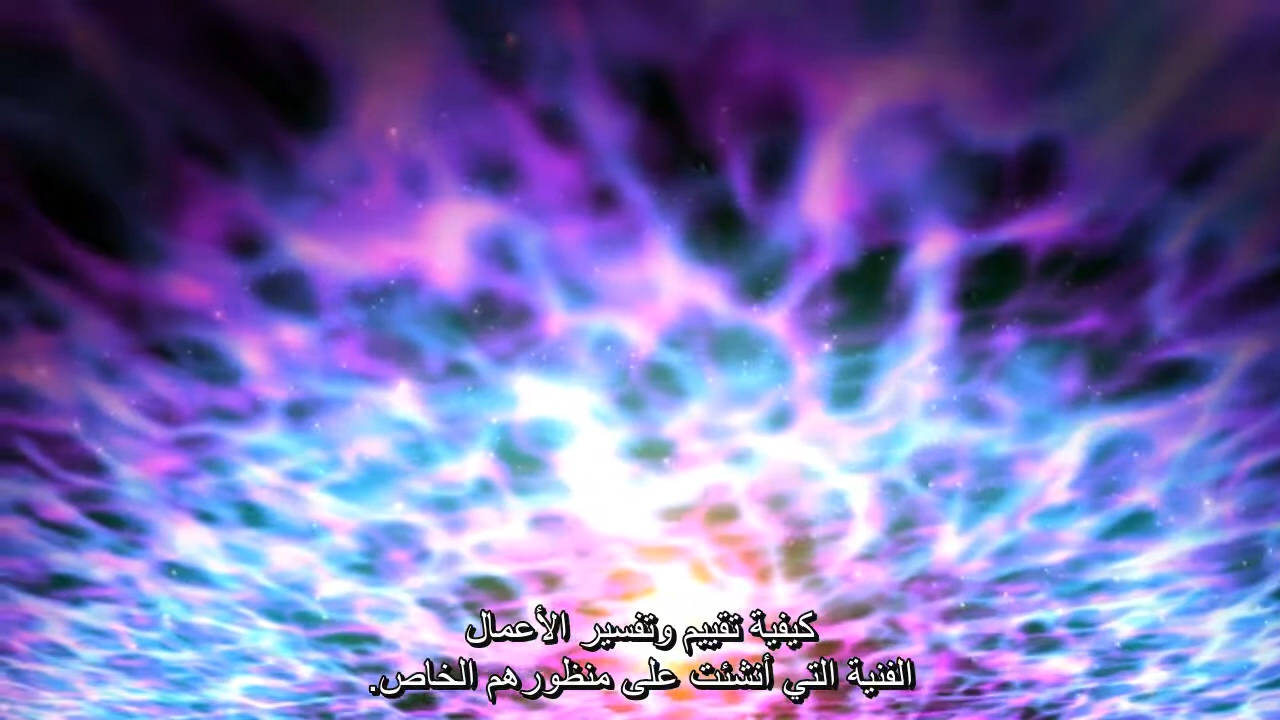 كيفية تقييم وتفسير الأعمال
الفنية التي أنشئت على منظورهم الخاص.